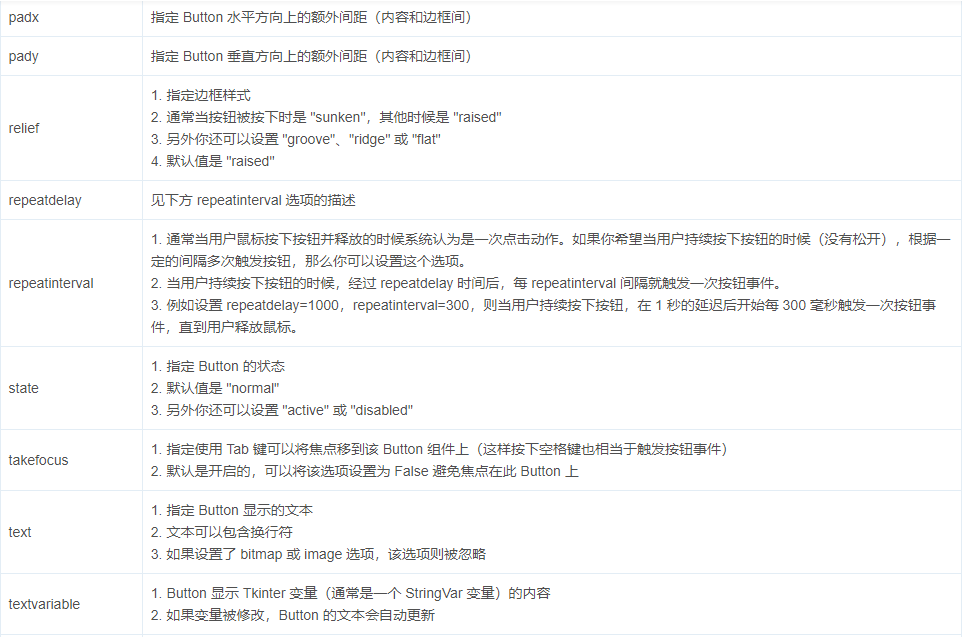 padx
指定 Button 水平方向上的额外间距（内容和边框间）
pady
指定 Button 垂直方向上的额外间距（内容和边框间）
relief
1. 指定边框样式
2. 通常当按钮被按下时是 "sunken"，其他时候是 "raised"
3. 另外你还可以设置 "groove"、"ridge" 或 "flat"
4. 默认值是 "raised"
repeatdelay
见下方 repeatinterval 选项的描述
repeatinterval
1. 通常当用户鼠标按下按钮并释放的时候系统认为是一次点击动作。如果你希望当用户持续按下按钮的时候（没有松开），根据一
定的间隔多次触发按钮，那么你可以设置这个选项。
2. 当用户持续按下按钮的时候，经过 repeatdelay 时间后，每 repeatinterval 间隔就触发一次按钮事件。
3. 例如设置 repeatdelay=1000，repeatinterval=300，则当用户持续按下按钮，在 1 秒的延迟后开始每 300 毫秒触发一次按钮事
件，直到用户释放鼠标。
state
1. 指定 Button 的状态
2. 默认值是 "normal"
3. 另外你还可以设置 "active" 或 "disabled"
takefocus
1. 指定使用 Tab 键可以将焦点移到该 Button 组件上（这样按下空格键也相当于触发按钮事件）
2. 默认是开启的，可以将该选项设置为 False 避免焦点在此 Button 上
text
1. 指定 Button 显示的文本
2. 文本可以包含换行符
3. 如果设置了 bitmap 或 image 选项，该选项则被忽略
textvariable
1. Button 显示 Tkinter 变量（通常是一个 StringVar 变量）的内容
2. 如果变量被修改，Button 的文本会自动更新